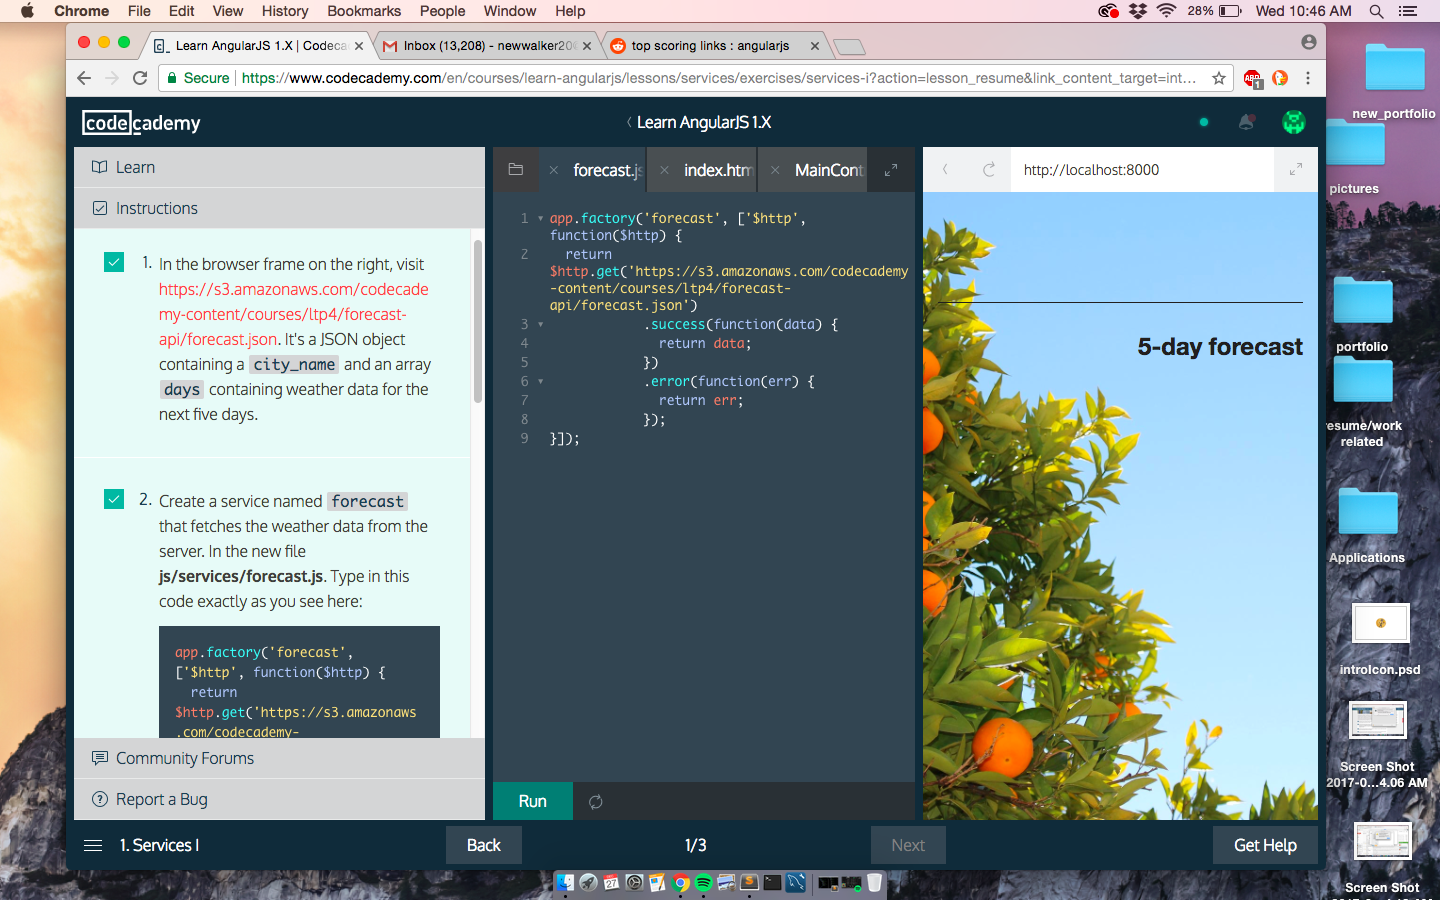 Chrome File Edit View History Bookmarks People Window Help 28% Wed 10:46 AM
Learn AngularJS 1.X | Codeca
Inbox (13,208) - newwalker20
top scoring links : angularjs
Secure https://www.codecademy.com/en/courses/learn-angularjs/lessons/services/exercises/services-i?action=lesson_resume&link_content_target=int...
ABP 1
codecademy
Learn AngularJS 1.X
Learn
Instructions
1. In the browser frame on the right, visit
https://s3.amazonaws.com/codecade
my-content/courses/ltp4/forecast-
api/forecast.json. It's a JSON object
containing a city_name and an array
days containing weather data for the
next five days.
2. Create a service named forecast
that fetches the weather data from the
server. In the new file
js/services/forecast.js. Type in this
code exactly as you see here:
app.factory('forecast',
['$http', function($http) {
return
$http.get('https://s3.amazonaws
.com/codecademy-
Community Forums
Report a Bug
forecast.js index.htm MainCont
1 app.factory('forecast', ['$http',
function($http) {
2 return
$http.get('https://s3.amazonaws.com/codecademy
-content/courses/ltp4/forecast-
api/forecast.json')
3 .success(function(data) {
4 return data;
5 })
6 .error(function(err) {
7 return err;
8 });
9 }]);
Run
http://localhost:8000
5-day forecast
1. Services I
Back
1/3
Next
Get Help
new_portfolio
pictures
portfolio
esume/work
related
Applications
introIcon.psd
Screen Shot
2017-0...4.06 AM
Screen Shot
27